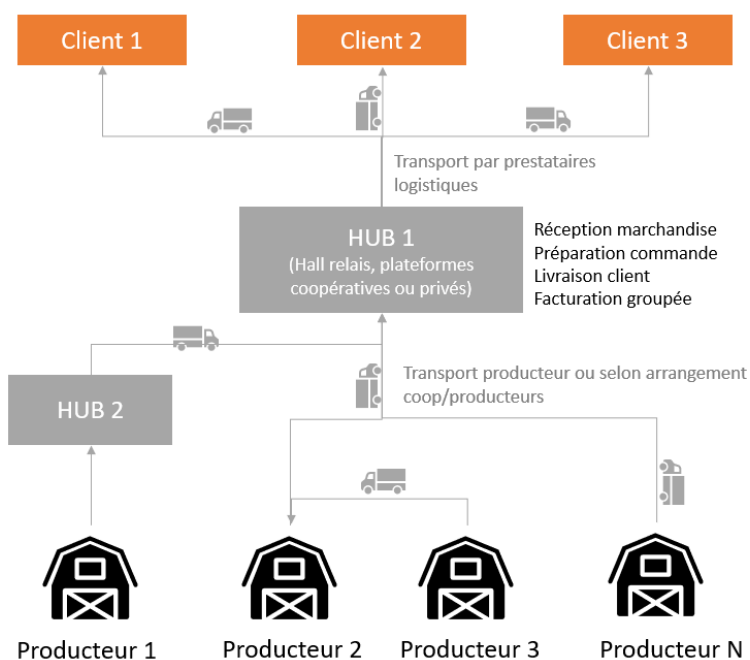 Client 1
Client 2
Client 3
Transport par prestataires
logistiques
HUB 1
(Hall relais, plateformes
coopératives ou privés)
Réception marchandise
Préparation commande
Livraison client
Facturation groupée
Transport producteur ou selon arrangement
coop/producteurs
HUB 2
Producteur 1
Producteur 2
Producteur 3
Producteur N